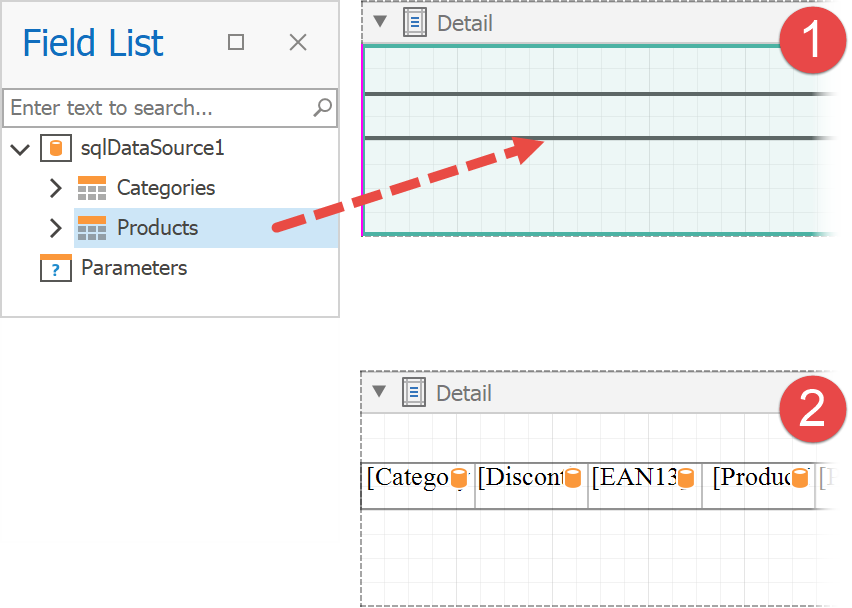 Field List
Enter text to search...
sqlDataSource1
Categories
Products
?
Parameters
Detail
1
Detail
2
[Catego
[Discont
[EAN13
[Produc